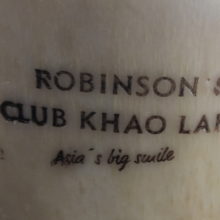 ROBINSON
CLUB KHAO LA
Asia´s big smile